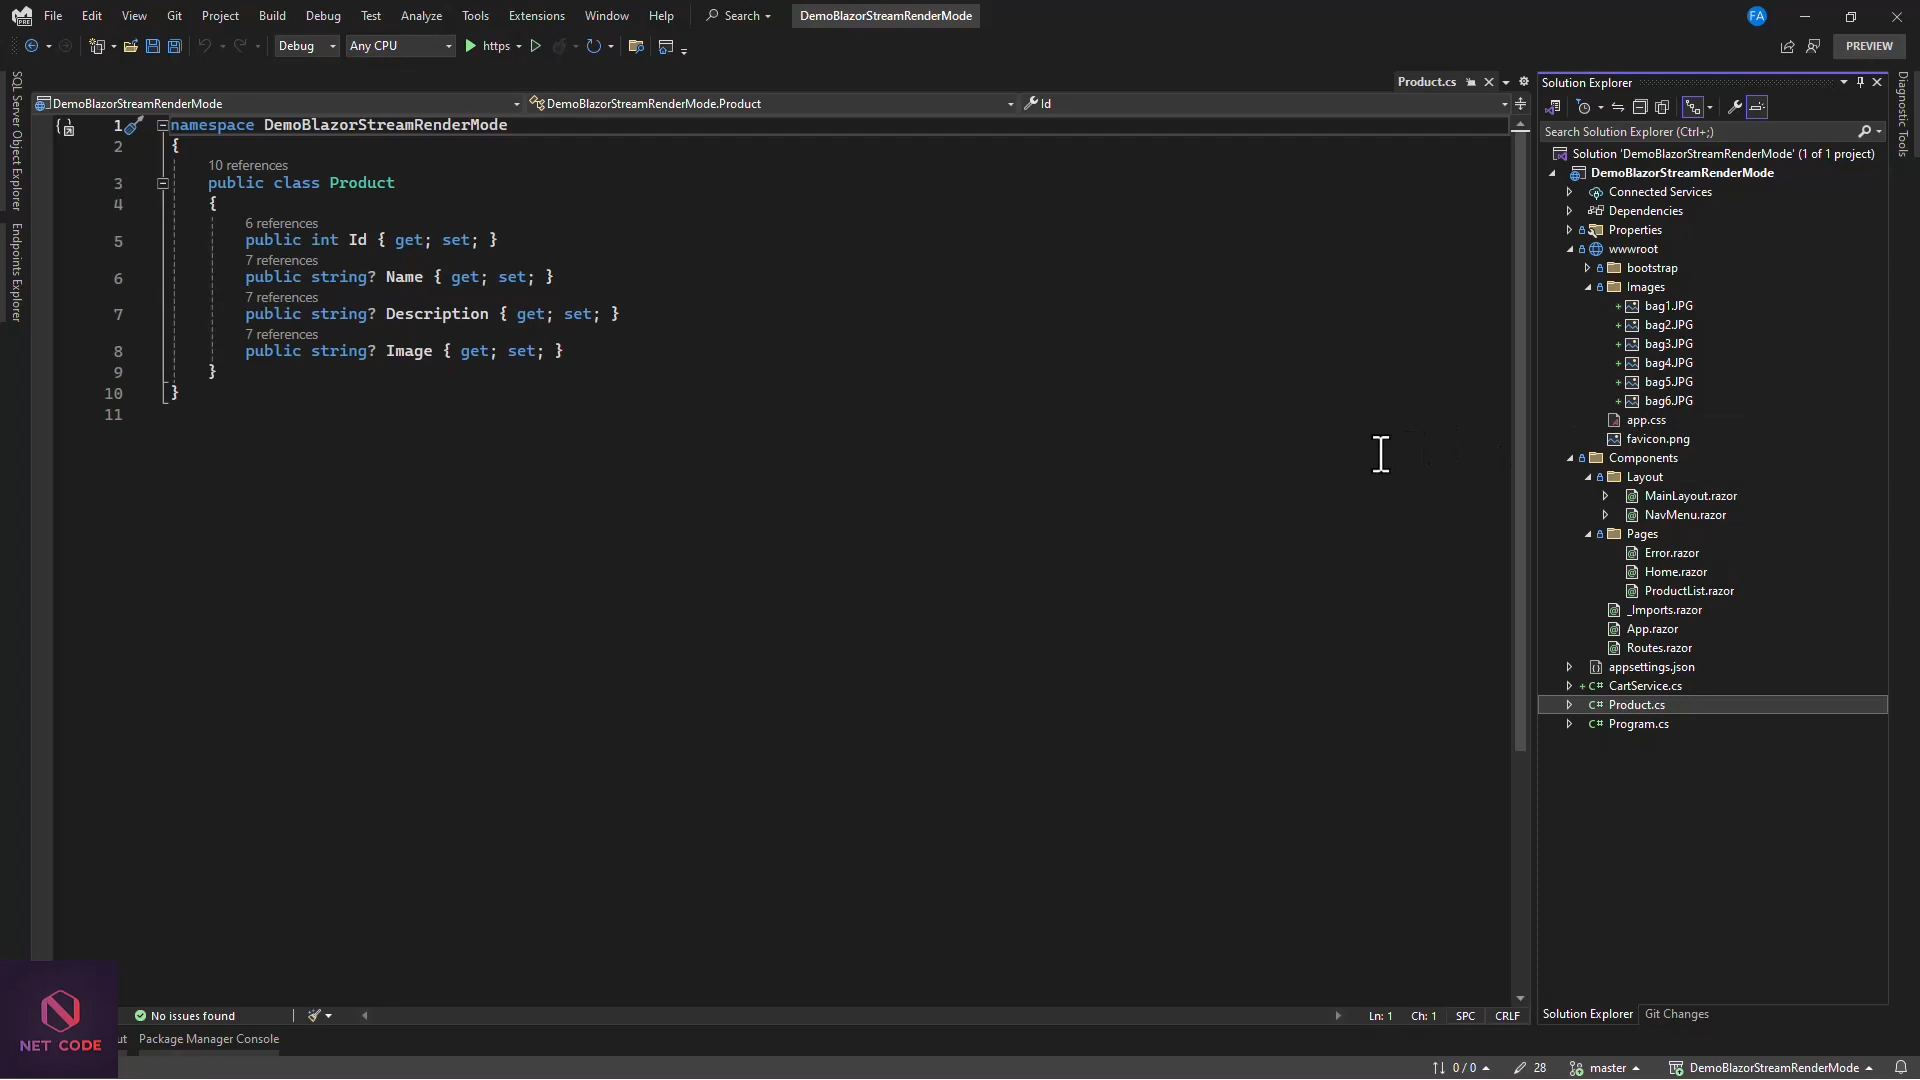 File Edit View Git Project Build Debug Test Analyze Tools Extensions Window Help Search DemoBlazorStreamRenderMode FA
Debug Any CPU https PREVIEW
SQL Server Object Explorer
Endpoints Explorer
Product.cs
DemoBlazorStreamRenderMode DemoBlazorStreamRenderMode.Product Id
1 namespace DemoBlazorStreamRenderMode
2 {
10 references
3 public class Product
4 {
6 references
5 public int Id { get; set; }
7 references
6 public string? Name { get; set; }
7 references
7 public string? Description { get; set; }
7 references
8 public string? Image { get; set; }
9 }
10 }
11
Solution Explorer
Search Solution Explorer (Ctrl+;)
Solution 'DemoBlazorStreamRenderMode' (1 of 1 project)
DemoBlazorStreamRenderMode
Connected Services
Dependencies
Properties
wwwroot
bootstrap
Images
bag1.JPG
bag2.JPG
bag3.JPG
bag4.JPG
bag5.JPG
bag6.JPG
app.css
favicon.png
Components
Layout
MainLayout.razor
NavMenu.razor
Pages
Error.razor
Home.razor
ProductList.razor
_Imports.razor
App.razor
Routes.razor
appsettings.json
C# CartService.cs
C# Product.cs
C# Program.cs
Diagnostic Tools
No issues found Ln: 1 Ch: 1 SPC CRLF
Solution Explorer Git Changes
ut Package Manager Console
NET CODE
0 / 0 28 master DemoBlazorStreamRenderMode